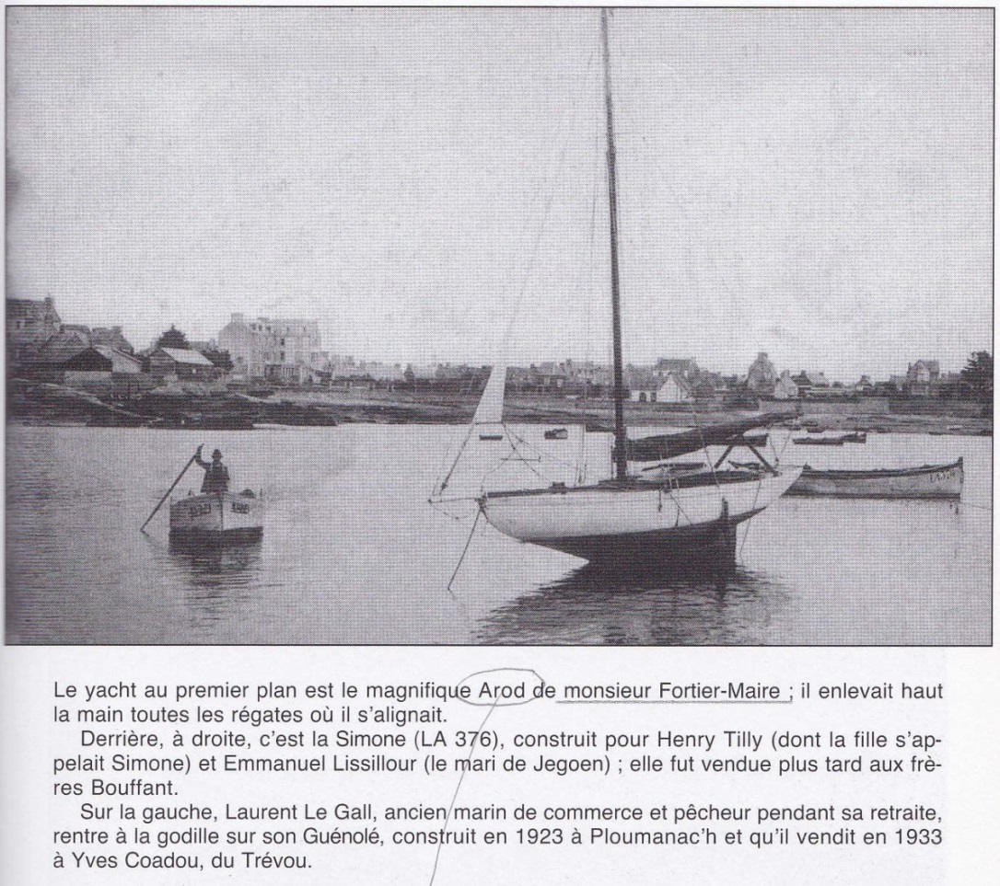 Le yacht au premier plan est le magnifique Arod de monsieur Fortier-Maire ; il enlevait haut
la main toutes les régates où il s'alignait.
Derrière, à droite, c'est la Simone (LA 376), construit pour Henry Tilly (dont la fille s'ap-
pelait Simone) et Emmanuel Lissillour (le mari de Jegoen) ; elle fut vendue plus tard aux frè-
res Bouffant.
Sur la gauche, Laurent Le Gall, ancien marin de commerce et pêcheur pendant sa retraite,
rentre à la godille sur son Guénolé, construit en 1923 à Ploumanac'h et qu'il vendit en 1933
à Yves Coadou, du Trévou.